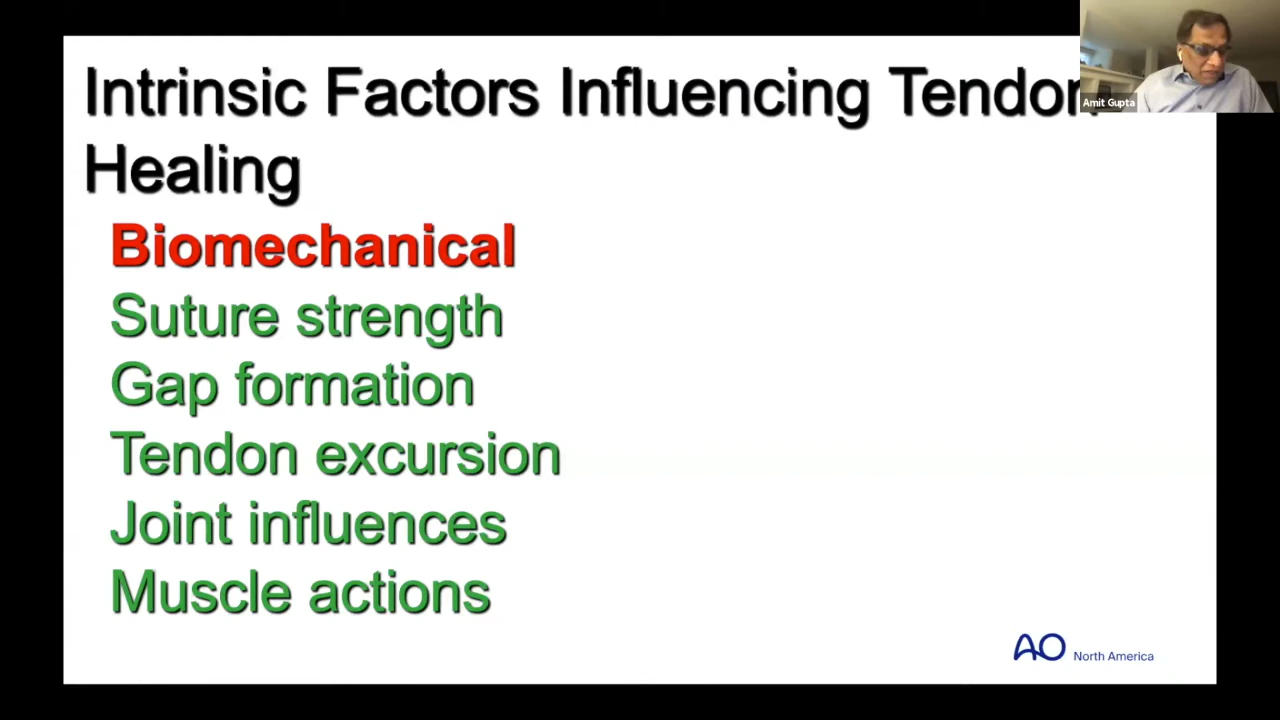 Intrinsic Factors Influencing Tendon
Healing
Biomechanical
Suture strength
Gap formation
Tendon excursion
Joint influences
Muscle actions
AO North America
Amit Gupta